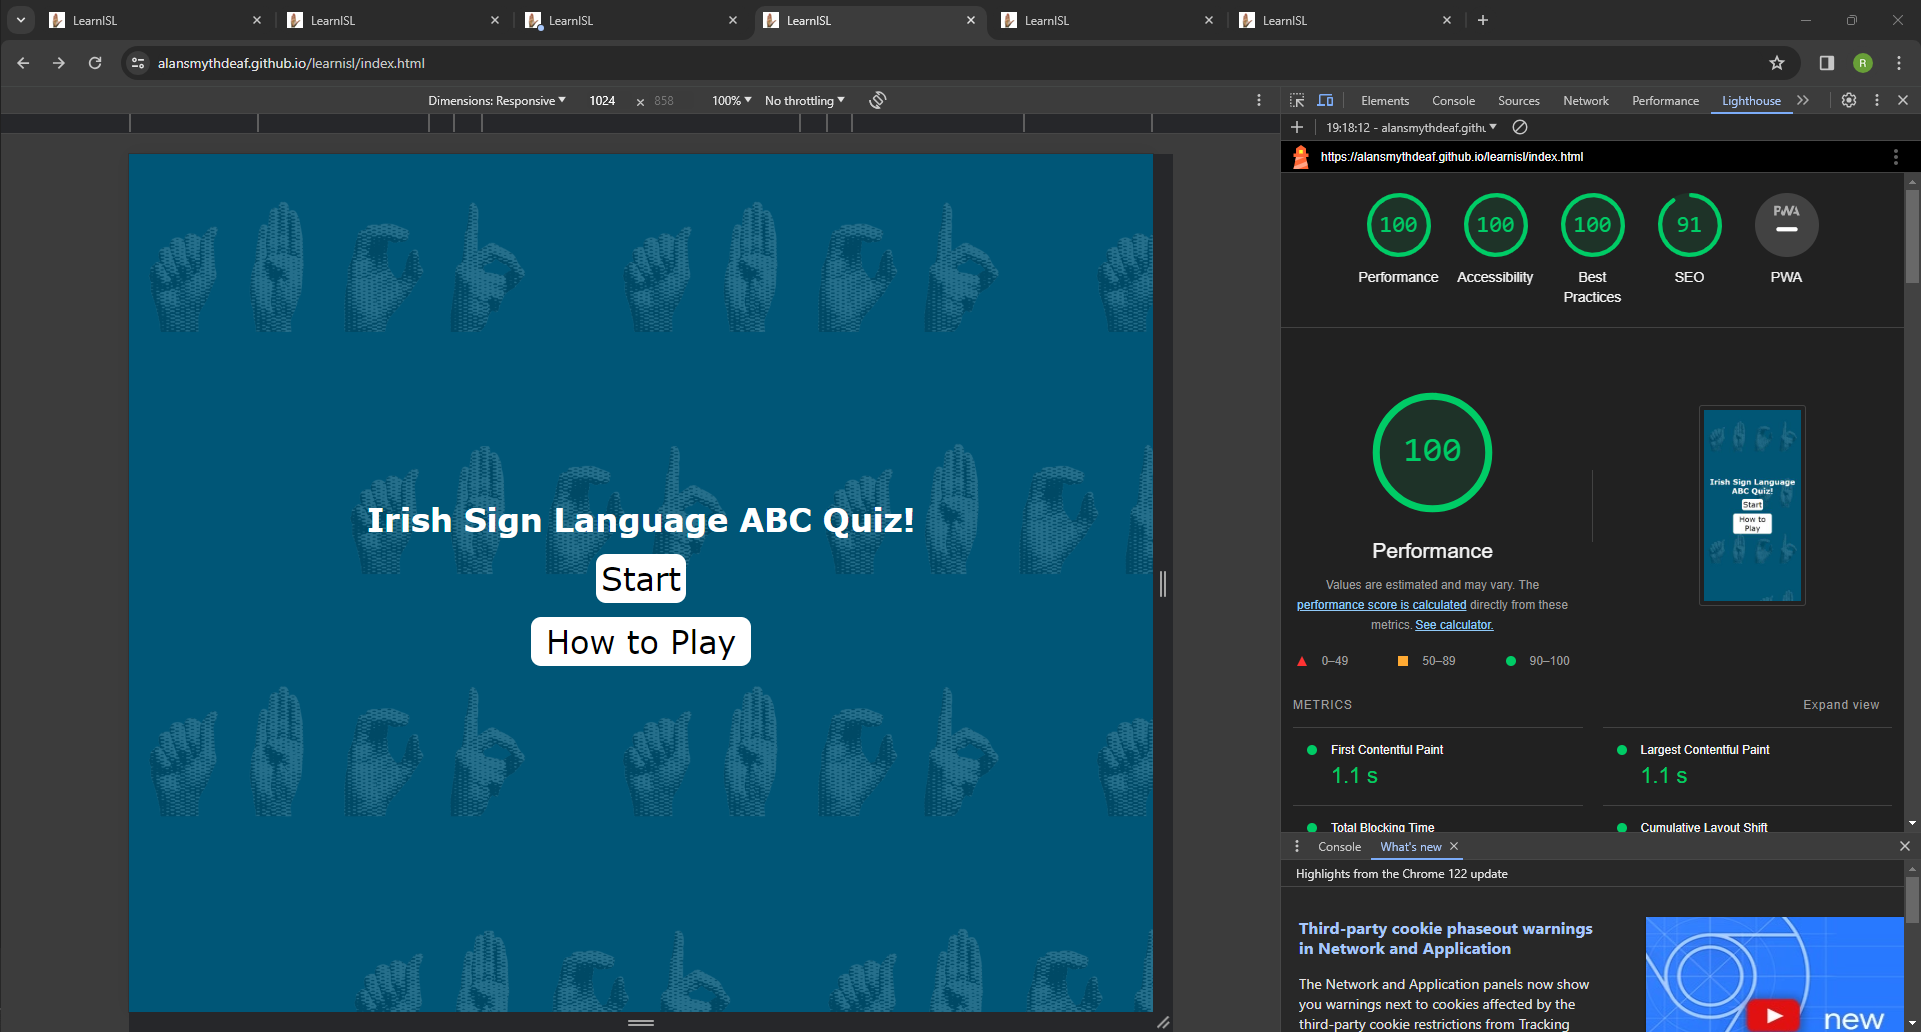 LearnISL
LearnISL
LearnISL
LearnISL
LearnISL
LearnISL
alansmythdeaf.github.io/learnisl/index.html
R
Dimensions: Responsive
1024
858
100%
No throttling
Elements
Console
Sources
Network
Performance
Lighthouse
19:18:12 - alansmythdeaf.githu
https://alansmythdeaf.github.io/learnisl/index.html
100
100
100
91
PWA
Performance
Accessibility
Best
Practices
SEO
PWA
Irish Sign Language ABC Quiz!
Start
How to Play
100
Performance
Values are estimated and may vary. The
performance score is calculated directly from these
metrics. See calculator.
0–49
50–89
90–100
Irish Sign Language
ABC Quiz!
Start
How to
Play
METRICS
Expand view
First Contentful Paint
1.1 s
Largest Contentful Paint
1.1 s
Total Blocking Time
Cumulative Layout Shift
Console
What's new
Highlights from the Chrome 122 update
Third-party cookie phaseout warnings
in Network and Application
The Network and Application panels now show
you warnings next to cookies affected by the
third-party cookie restrictions from Tracking
new